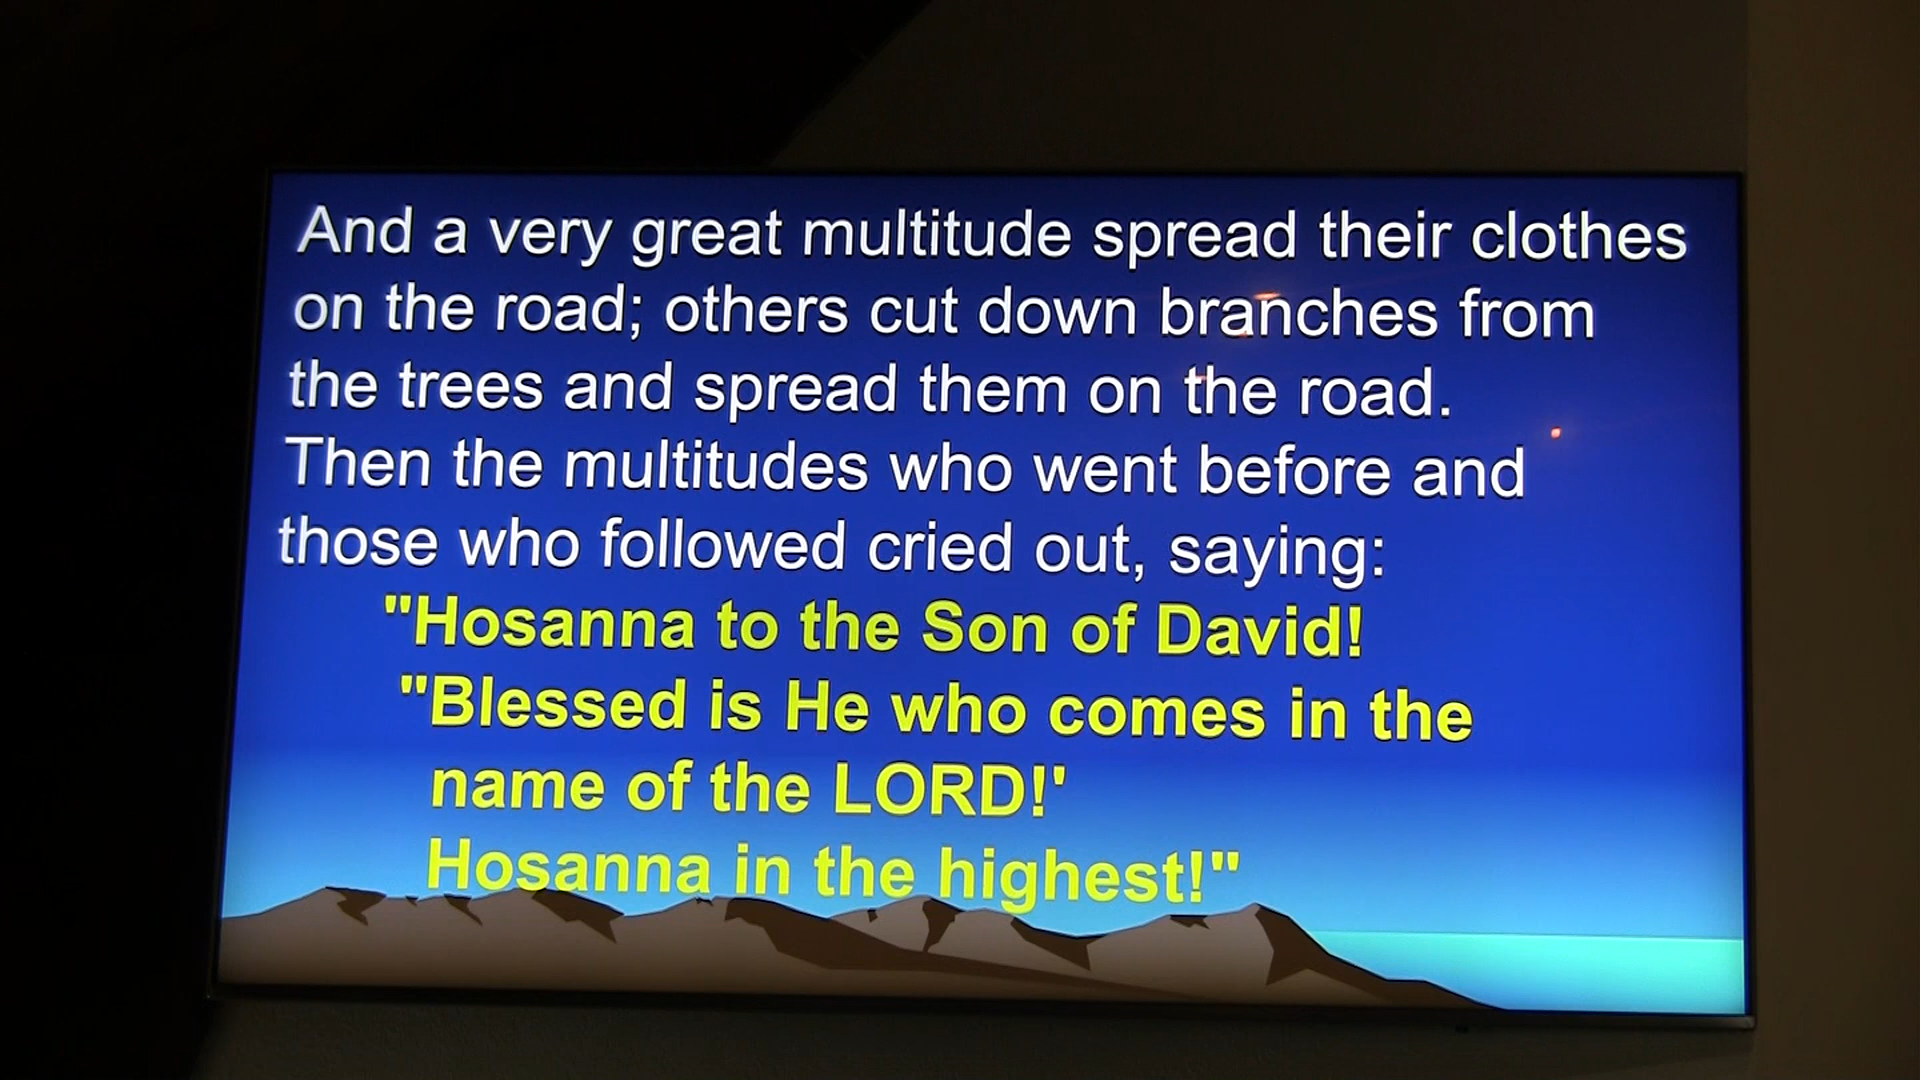 And a very great multitude spread their clothes
on the road; others cut down branches from
the trees and spread them on the road.
Then the multitudes who went before and
those who followed cried out, saying:
"Hosanna to the Son of David!
"Blessed is He who comes in the
name of the LORD!'
Hosanna in the highest!"